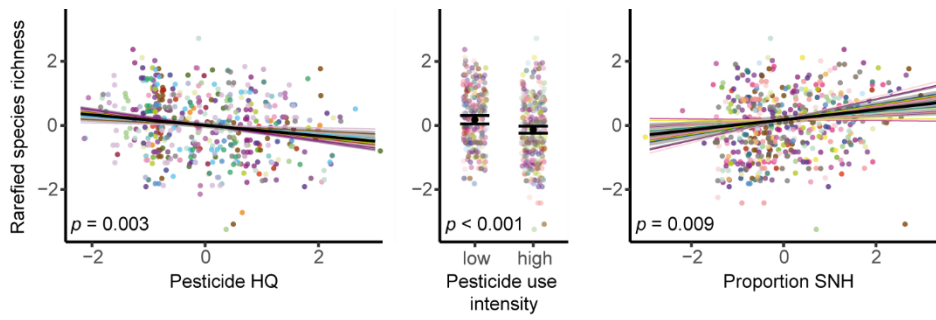 Rarefied species richness
2
0
−2
p = 0.003
−2
0
2
Pesticide HQ
2
0
−2
p < 0.001
low
high
Pesticide use
intensity
2
0
−2
p = 0.009
−2
0
2
Proportion SNH